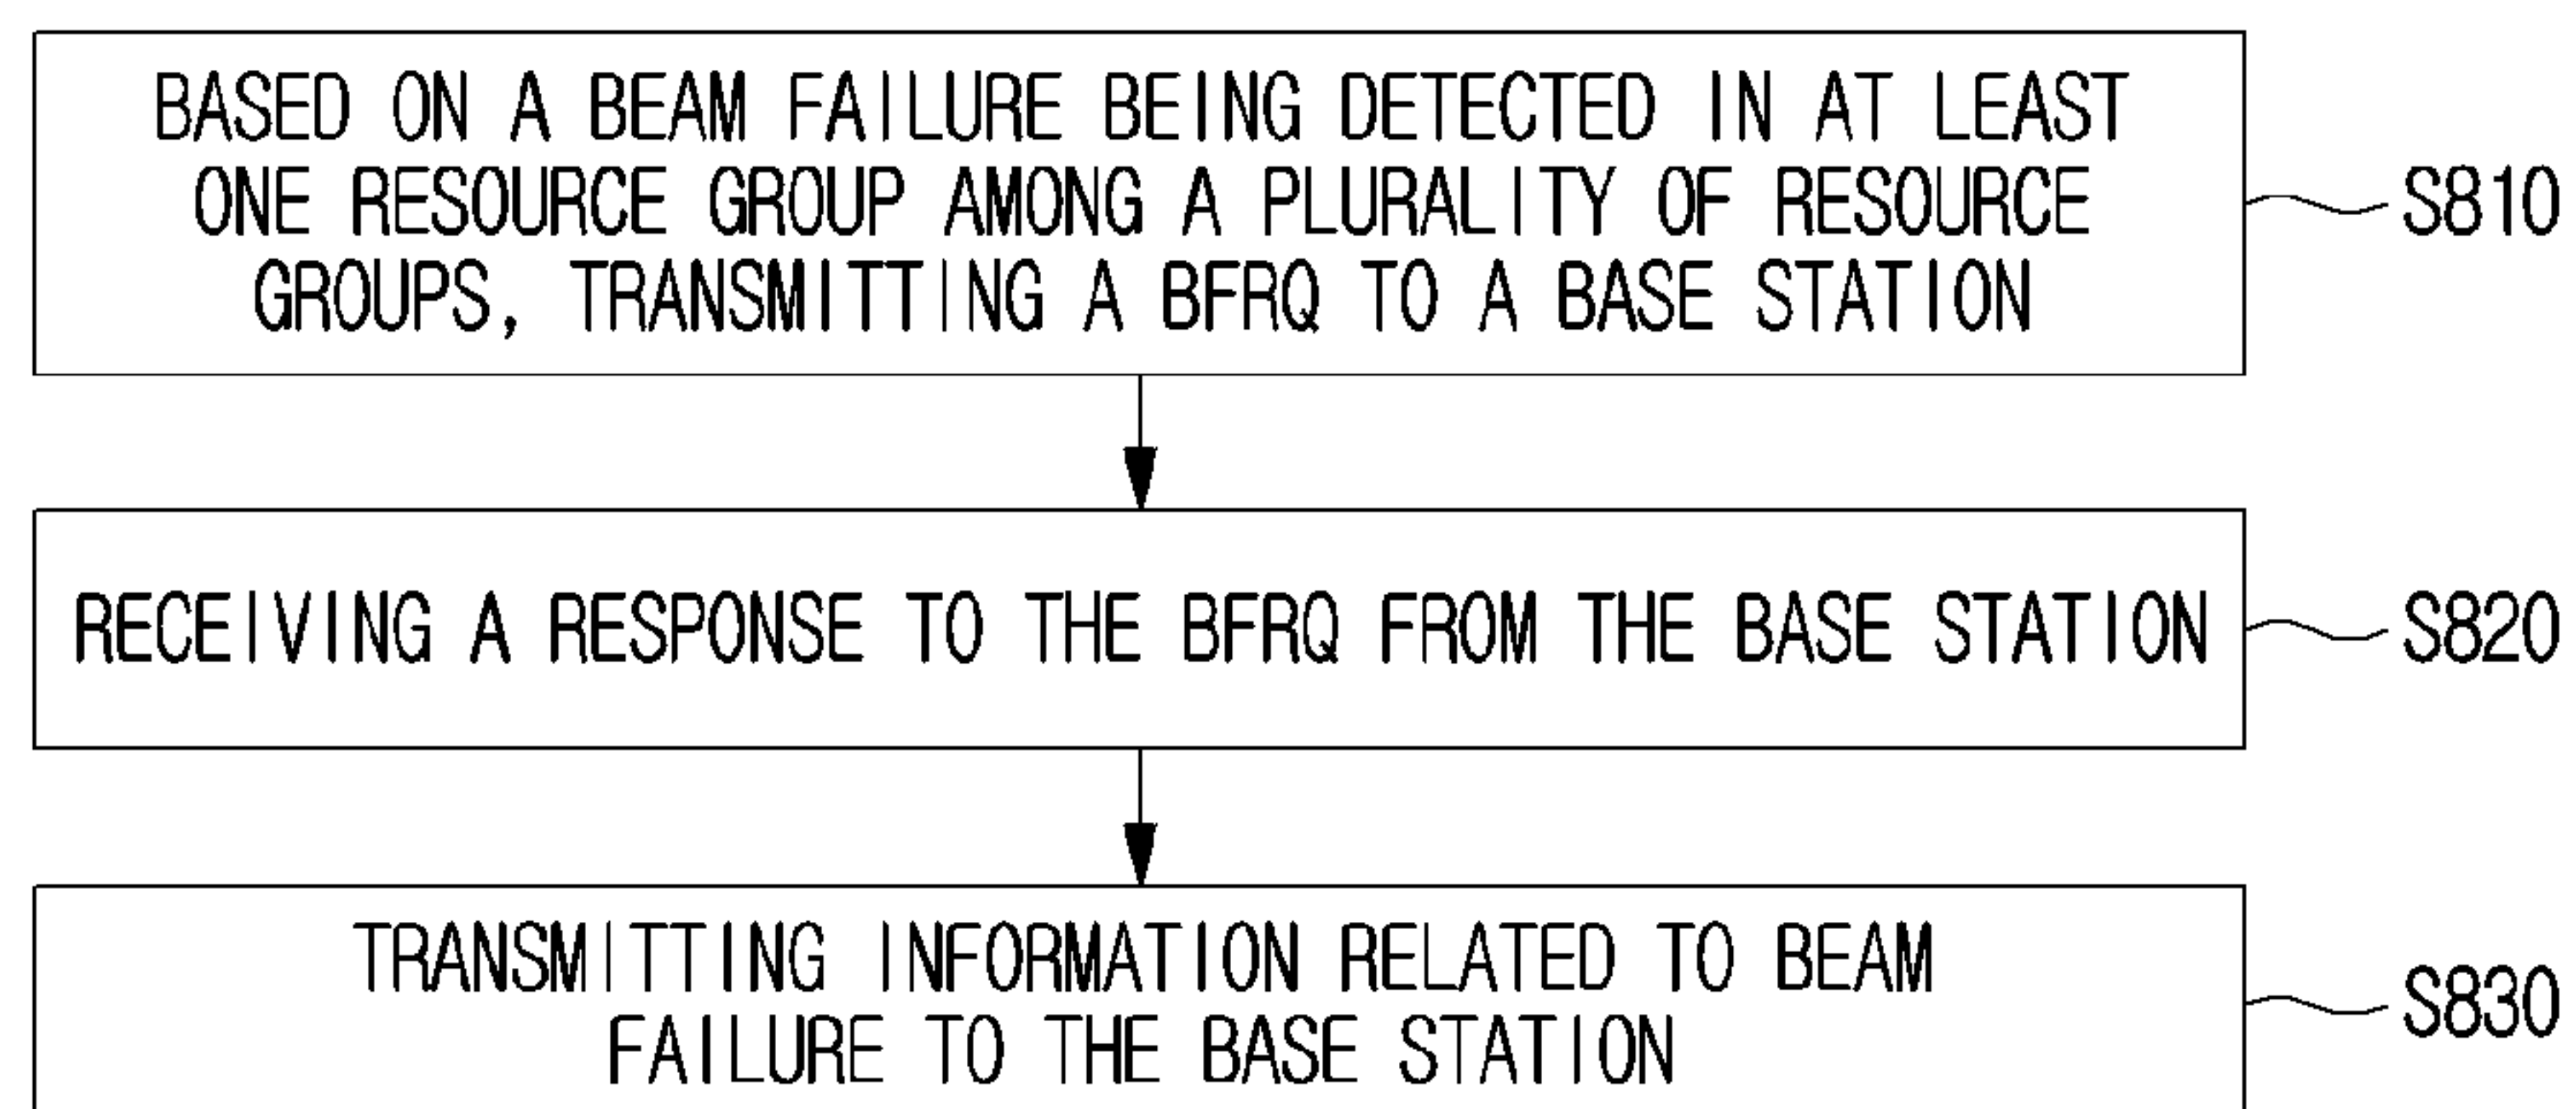 BASED ON A BEAM FAILURE BEING DETECTED IN AT LEAST
ONE RESOURCE GROUP AMONG A PLURALITY OF RESOURCE
GROUPS, TRANSMITTING A BFRQ TO A BASE STATION
S810
RECEIVING A RESPONSE TO THE BFRQ FROM THE BASE STATION
S820
TRANSMITTING INFORMATION RELATED TO BEAM
FAILURE TO THE BASE STATION
S830